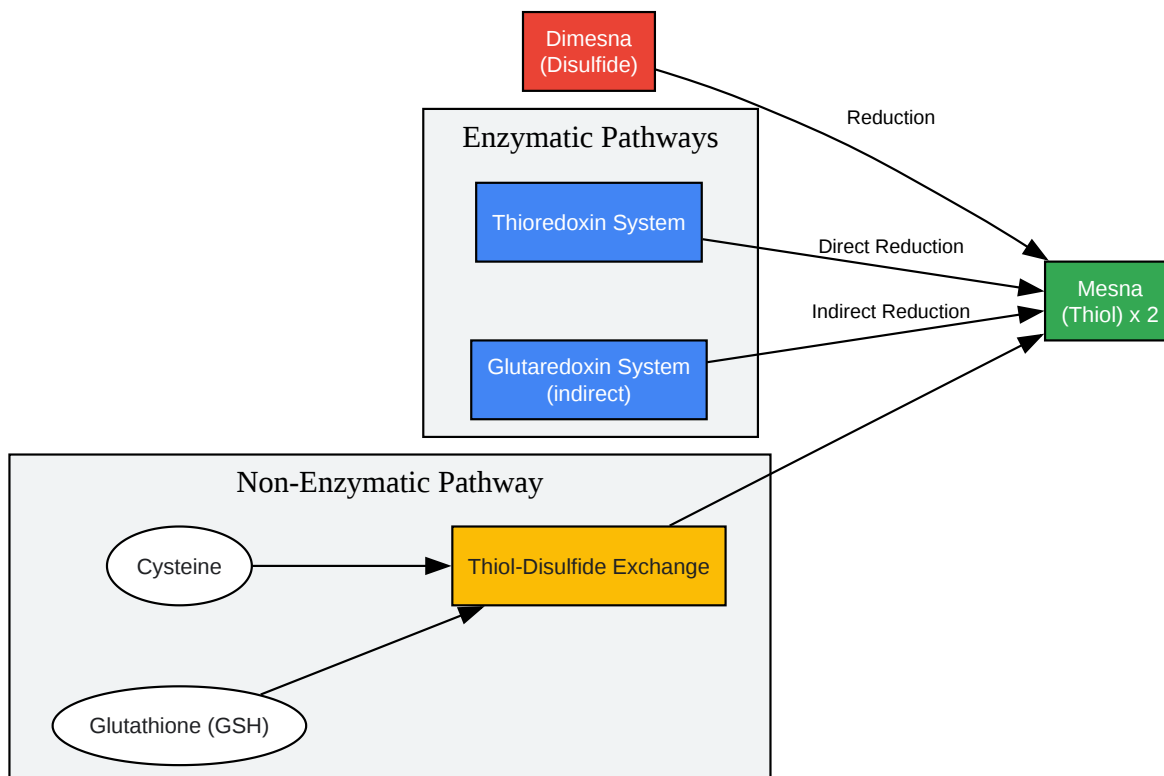 Dimesna
(Disulfide)
Reduction
Enzymatic Pathways
Thioredoxin System
Direct Reduction
Mesna
(Thiol) x 2
Indirect Reduction
Glutaredoxin System
(indirect)
Non-Enzymatic Pathway
Cysteine
Thiol-Disulfide Exchange
Glutathione (GSH)